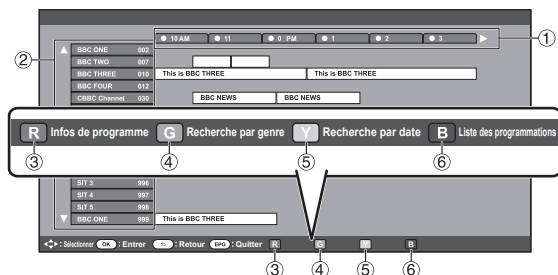 10 AM 11 0 PM 1 2 3 ①
②
BBC ONE 002
BBC TWO 007
BBC THREE 010 This is BBC THREE This is BBC THREE
BBC FOUR 012
CBBC Channel 030 BBC NEWS BBC NEWS
R Infos de programme G Recherche par genre Y Recherche par date B Liste des programmations
③ ④ ⑤ ⑥
SIT 3 996
SIT 4 997
SIT 5 998
BBC ONE 999 This is BBC THREE
: Sélectionner OK : Entrer : Retour EPG : Quitter R G Y B
③ ④ ⑤ ⑥